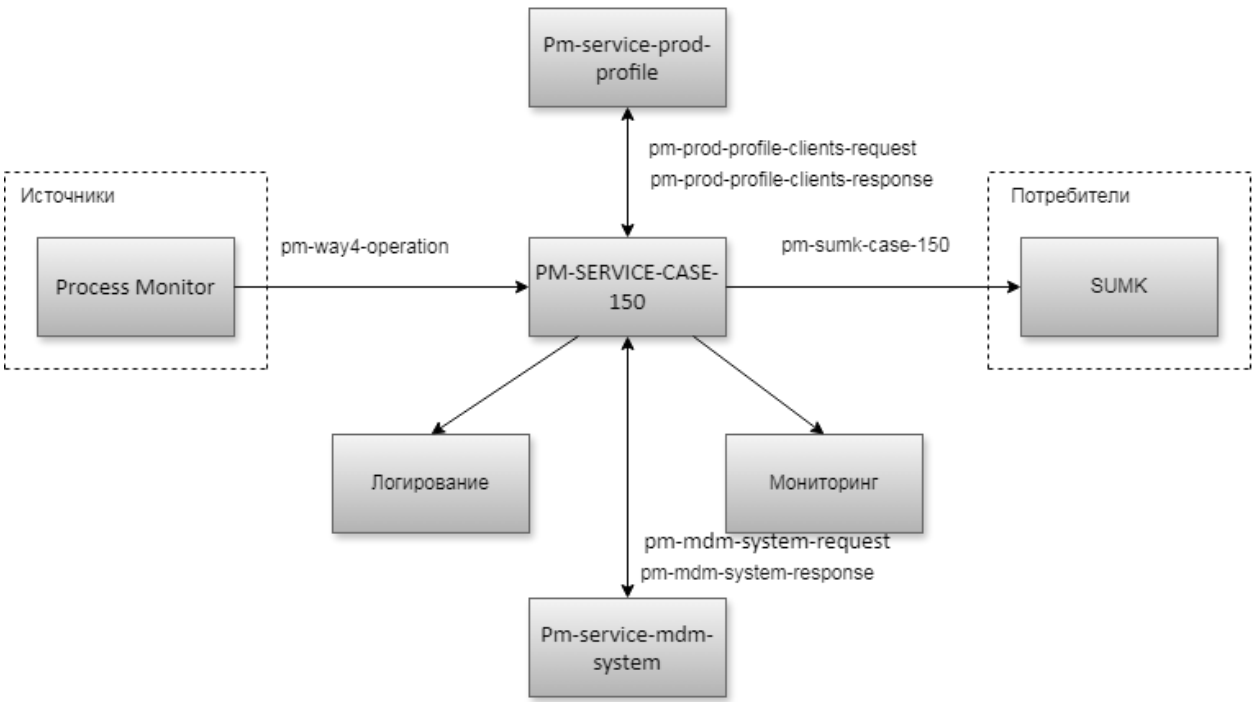 Pm-service-prod-
profile
pm-prod-profile-clients-request
pm-prod-profile-clients-response
Источники
Потребители
pm-way4-operation
pm-sumk-case-150
Process Monitor
PM-SERVICE-CASE-
150
SUMK
Логирование
Мониторинг
pm-mdm-system-request
pm-mdm-system-response
Pm-service-mdm-
system